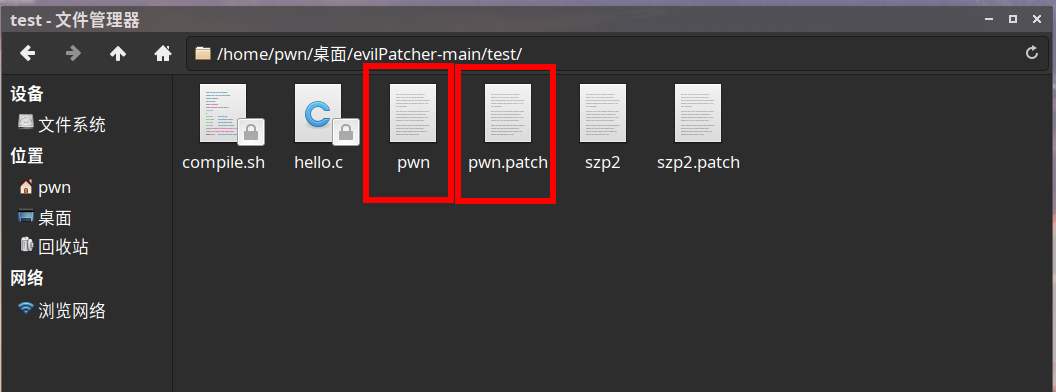 test - 文件管理器
/home/pwn/桌面/evilPatcher-main/test/
设备
文件系统
位置
pwn
桌面
回收站
网络
浏览网络
compile.sh
hello.c
pwn
pwn.patch
szp2
szp2.patch